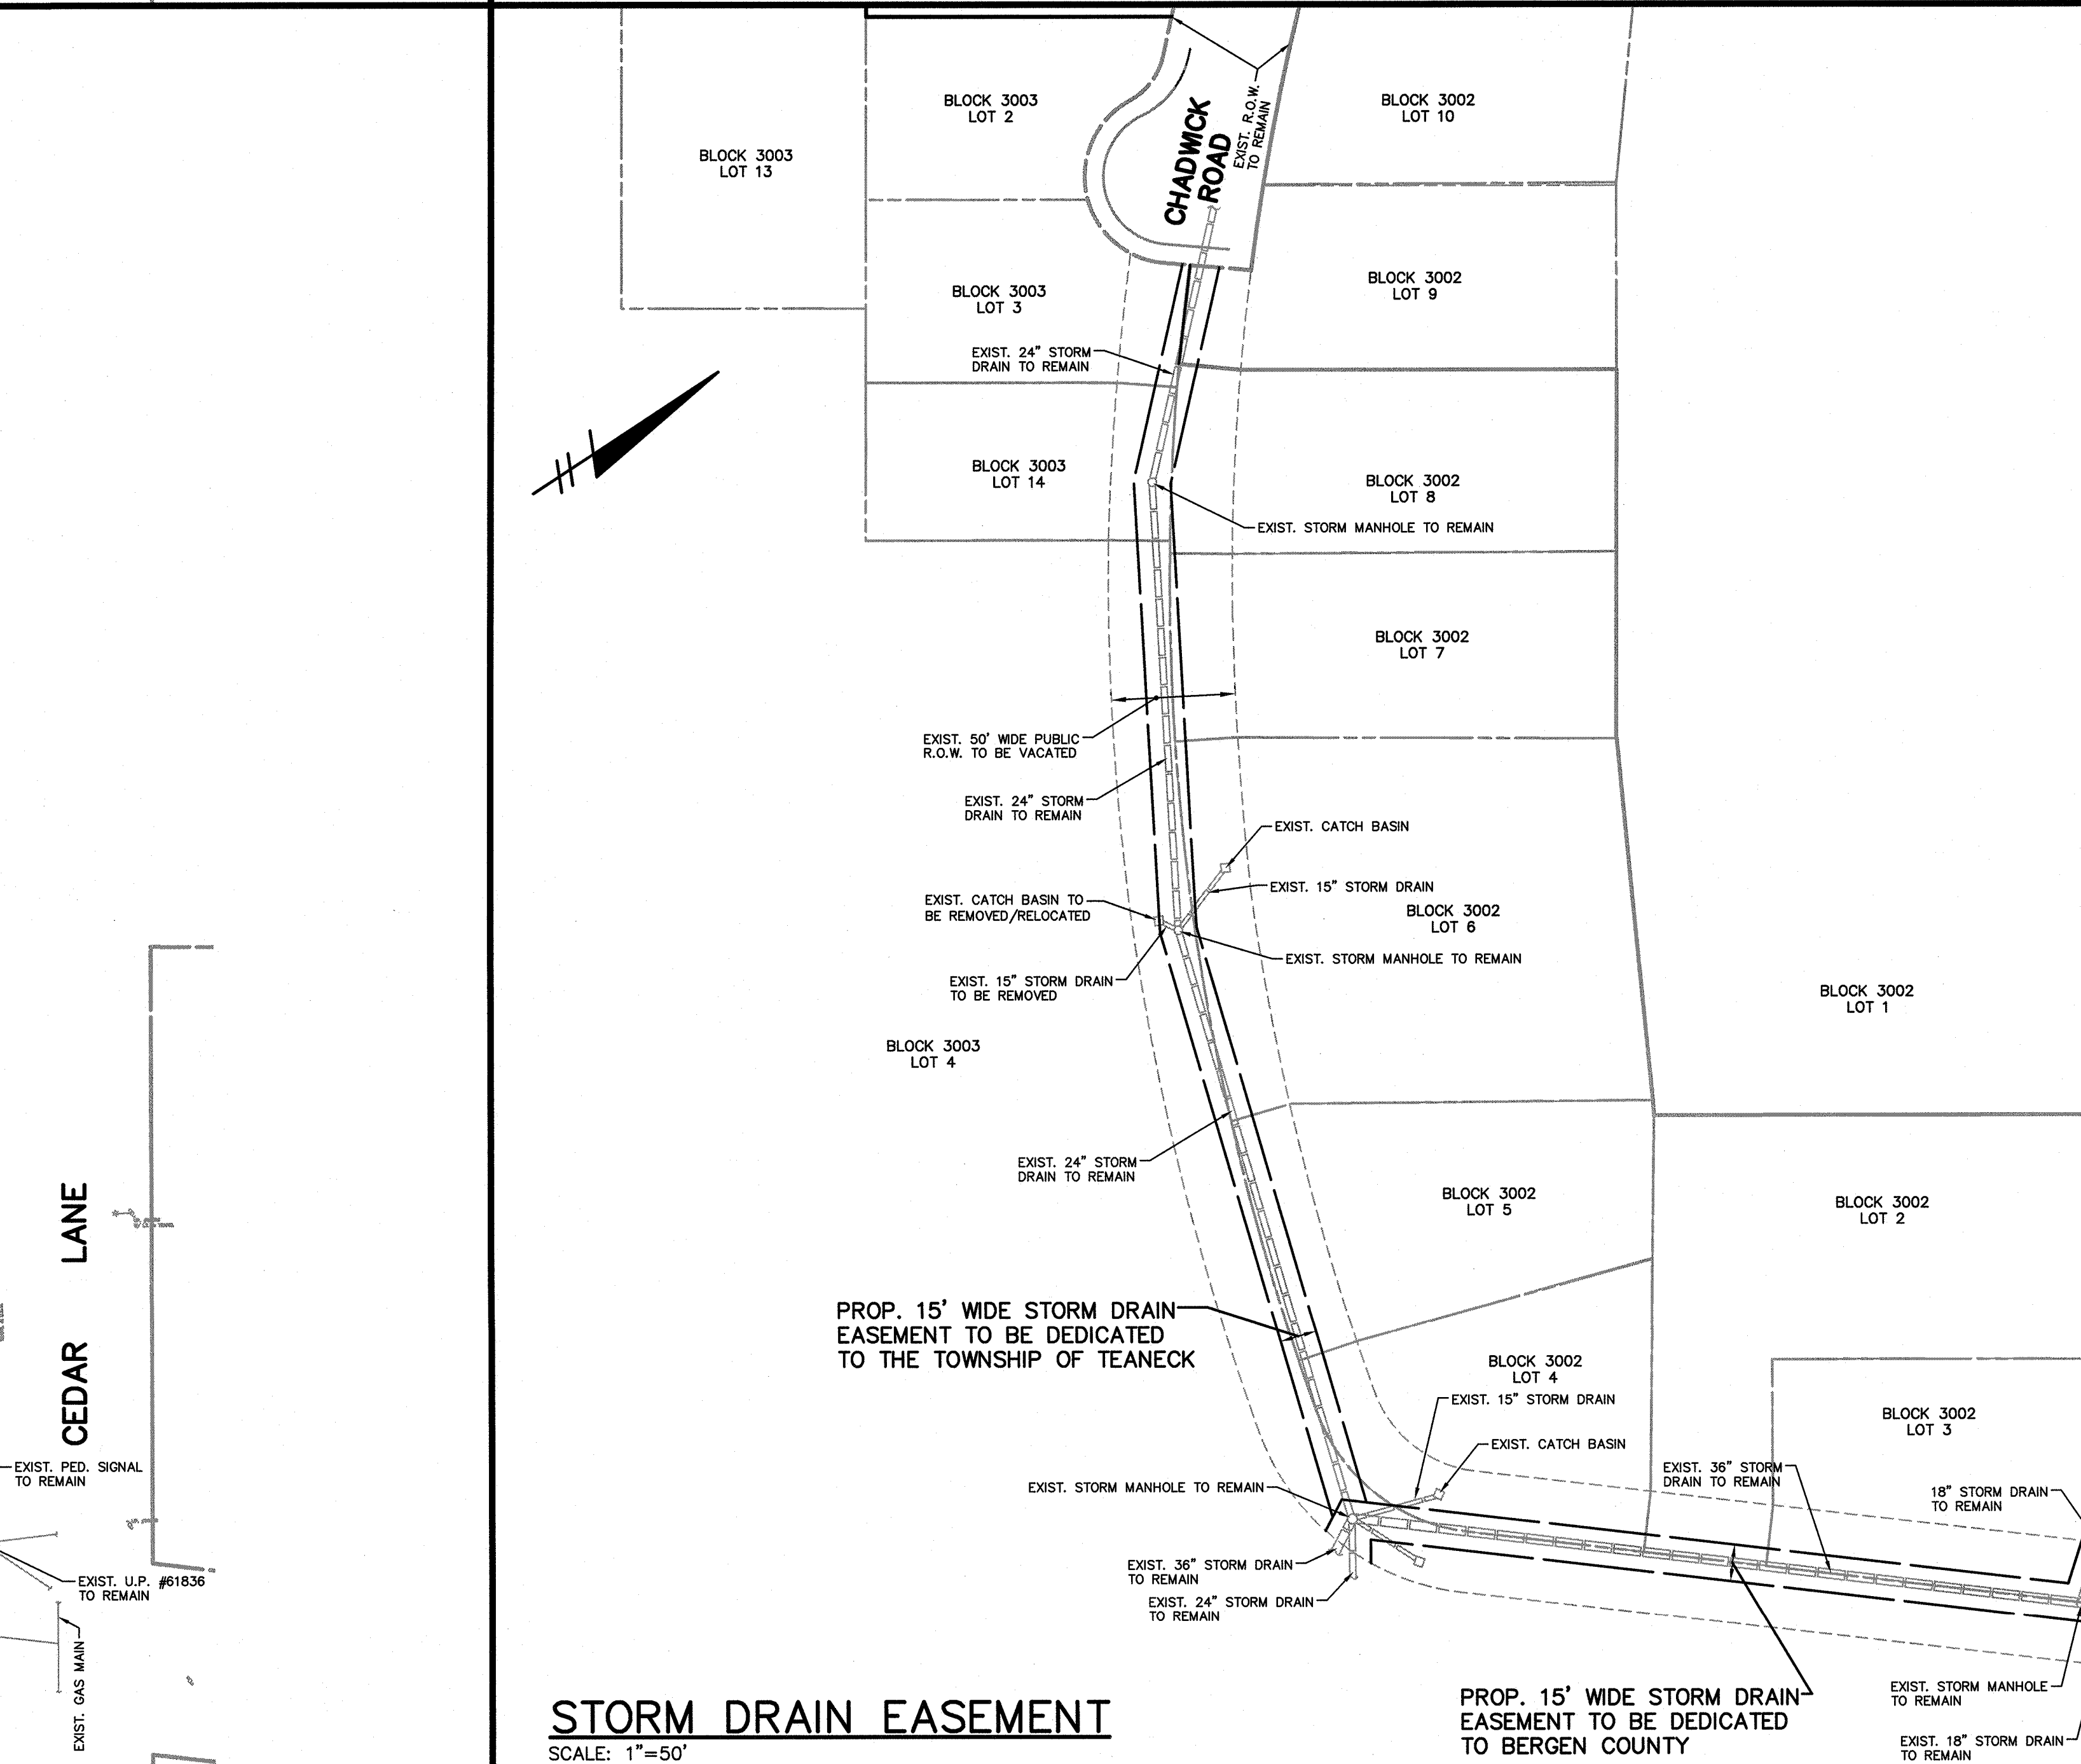 BLOCK 3003
LOT 2
BLOCK 3002
LOT 10
BLOCK 3003
LOT 13
CHADWICK
ROAD
EXIST. R.O.W.
TO REMAIN
BLOCK 3003
LOT 3
BLOCK 3002
LOT 9
EXIST. 24" STORM
DRAIN TO REMAIN
BLOCK 3003
LOT 14
BLOCK 3002
LOT 8
EXIST. STORM MANHOLE TO REMAIN
BLOCK 3002
LOT 7
EXIST. 50' WIDE PUBLIC
R.O.W. TO BE VACATED
EXIST. 24" STORM
DRAIN TO REMAIN
EXIST. CATCH BASIN
EXIST. 15" STORM DRAIN
EXIST. CATCH BASIN TO
BE REMOVED/RELOCATED
BLOCK 3002
LOT 6
EXIST. STORM MANHOLE TO REMAIN
EXIST. 15" STORM DRAIN
TO BE REMOVED
BLOCK 3002
LOT 1
BLOCK 3003
LOT 4
EXIST. 24" STORM
DRAIN TO REMAIN
BLOCK 3002
LOT 5
BLOCK 3002
LOT 2
CEDAR LANE
PROP. 15' WIDE STORM DRAIN
EASEMENT TO BE DEDICATED
TO THE TOWNSHIP OF TEANECK
BLOCK 3002
LOT 4
EXIST. 15" STORM DRAIN
BLOCK 3002
LOT 3
EXIST. CATCH BASIN
EXIST. PED. SIGNAL
TO REMAIN
EXIST. 36" STORM
DRAIN TO REMAIN
EXIST. STORM MANHOLE TO REMAIN
18" STORM DRAIN
TO REMAIN
EXIST. 36" STORM DRAIN
TO REMAIN
EXIST. U.P. #61836
TO REMAIN
EXIST. 24" STORM DRAIN
TO REMAIN
EXIST. GAS MAIN
EXIST. STORM MANHOLE
TO REMAIN
PROP. 15' WIDE STORM DRAIN
EASEMENT TO BE DEDICATED
TO BERGEN COUNTY
EXIST. 18" STORM DRAIN
TO REMAIN
STORM DRAIN EASEMENT
SCALE: 1"=50'